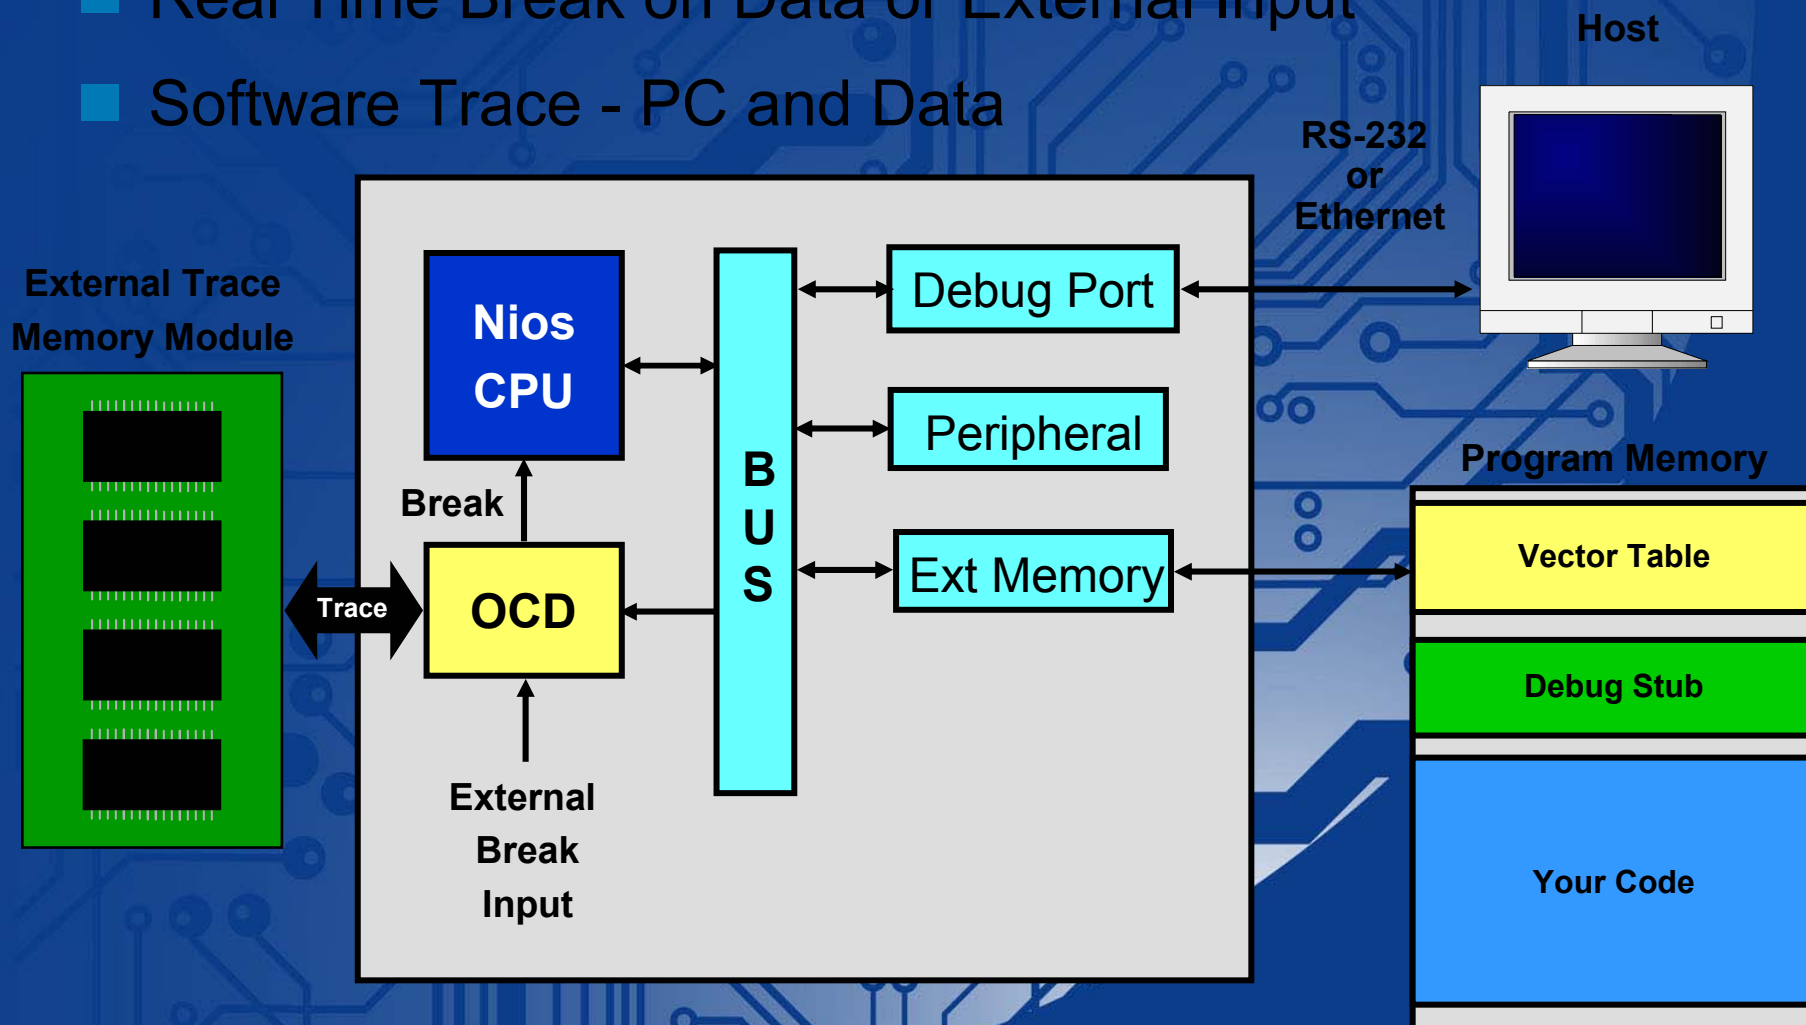 Real Time Break on Data or External Input
Software Trace - PC and Data
Host
RS-232
or
Ethernet
External Trace
Memory Module
Nios
CPU
Break
Trace
OCD
External
Break
Input
B
U
S
Debug Port
Peripheral
Ext Memory
Program Memory
Vector Table
Debug Stub
Your Code